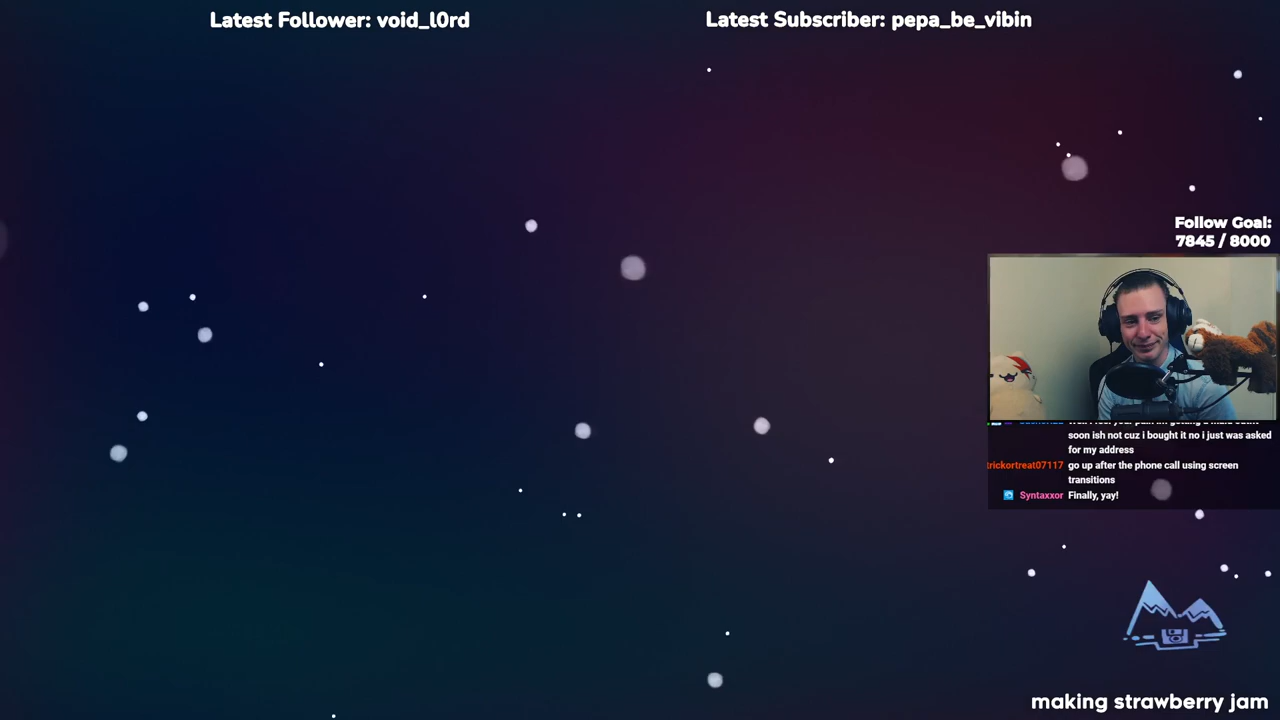 Latest Follower: void_l0rd
Latest Subscriber: pepa_be_vibin
Follow Goal:
7845 / 8000
soon ish not cuz i bought it no i just was asked
for my address
trickortreat07117 go up after the phone call using screen
transitions
Syntaxxor Finally, yay!
making strawberry jam